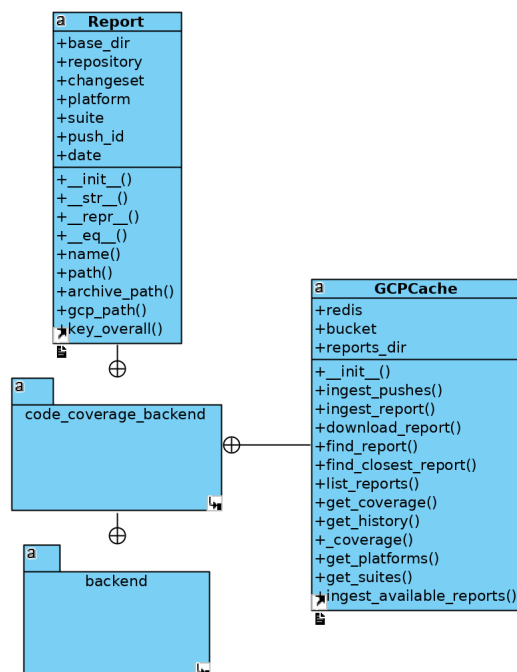 a
Report
+base_dir
+repository
+changeset
+platform
+suite
+push_id
+date
+__init__()
+__str__()
+__repr__()
+__eq__()
+name()
+path()
+archive_path()
+gcp_path()
+key_overall()
a
GCPCache
+redis
+bucket
+reports_dir
+__init__()
+ingest_pushes()
+ingest_report()
+download_report()
+find_report()
+find_closest_report()
+list_reports()
+get_coverage()
+get_history()
+_coverage()
+get_platforms()
+get_suites()
+ingest_available_reports()
a
code_coverage_backend
a
backend